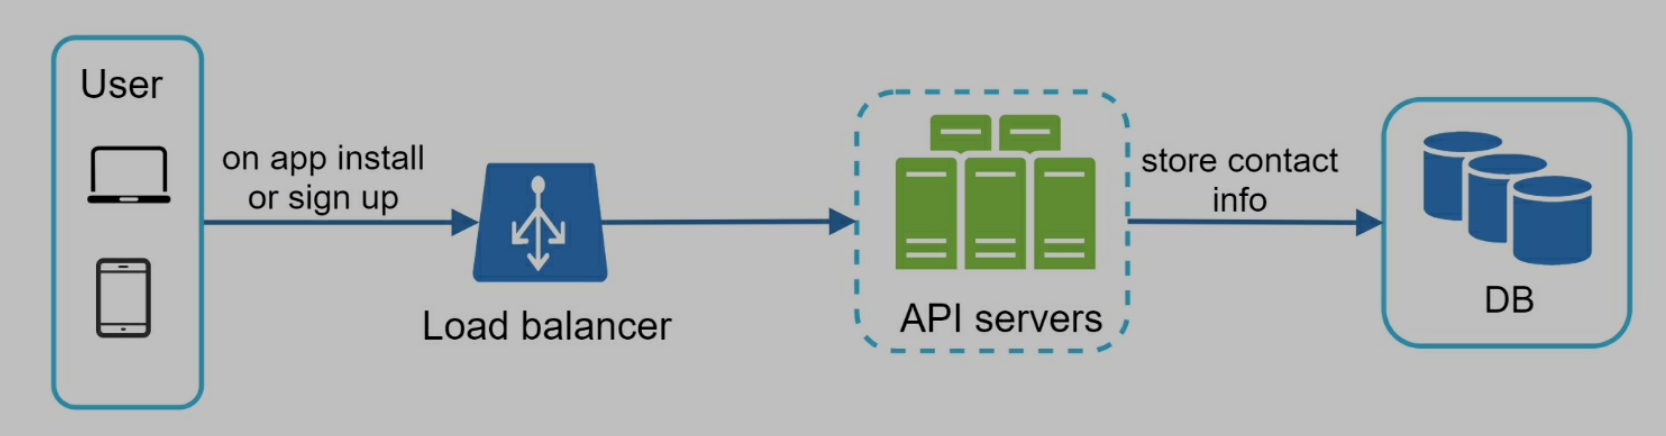 User
on app install
or sign up
Load balancer
API servers
store contact
info
DB